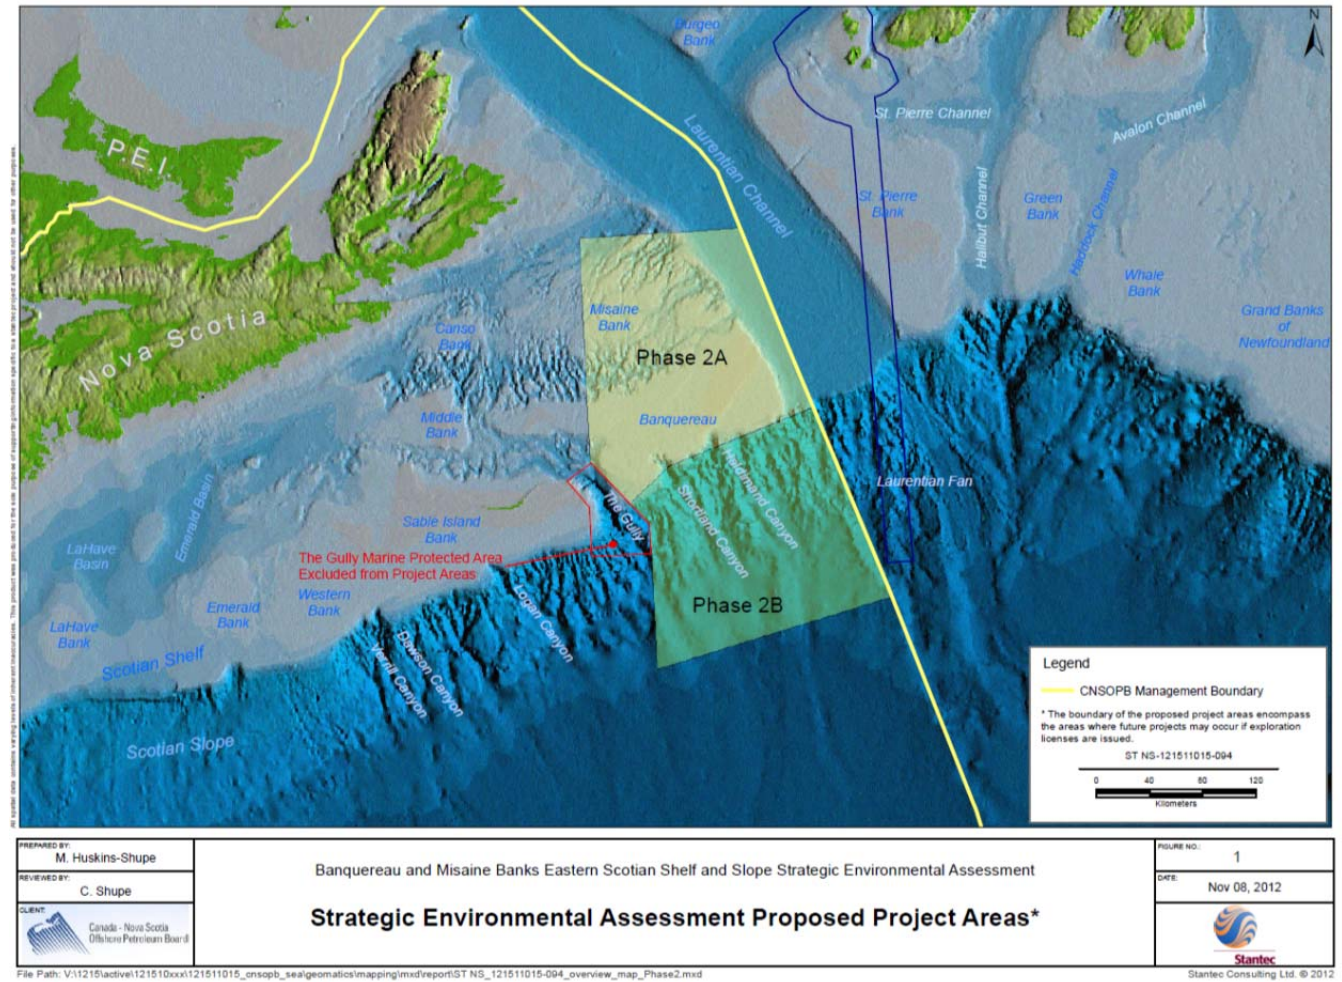 Burgeo
Bank
N
P.E.I.
Laurentian Channel
St. Pierre Channel
Avalon Channel
St. Pierre
Bank
Halibut Channel
Green
Bank
Haddock Channel
Whale
Bank
Grand Banks
of
Newfoundland
Nova Scotia
Canso
Bank
Misaine
Bank
Phase 2A
Middle
Bank
Banquereau
Emerald Basin
LaHave
Basin
Sable Island
Bank
The Gully
Shortland Canyon
Haldimand Canyon
Laurentian Fan
The Gully Marine Protected Area
Excluded from Project Areas
Western
Bank
Emerald
Bank
LaHave
Bank
Logan Canyon
Dawson Canyon
Verrill Canyon
Phase 2B
Scotian Shelf
Scotian Slope
Legend
CNSOPB Management Boundary
* The boundary of the proposed project areas encompass
the areas where future projects may occur if exploration
licenses are issued.
ST NS-121511015-094
0 40 80 120
Kilometers
PREPARED BY:
M. Huskins-Shupe
REVIEWED BY:
C. Shupe
CLIENT:
Canada - Nova Scotia
Offshore Petroleum Board
Banquereau and Misaine Banks Eastern Scotian Shelf and Slope Strategic Environmental Assessment
Strategic Environmental Assessment Proposed Project Areas*
FIGURE NO.:
1
DATE:
Nov 08, 2012
Stantec
File Path: V:\1215\active\121510xxx\121511015_cnsopb_sea\geomatics\mapping\mxd\report\ST NS_121511015-094_overview_map_Phase2.mxd
Stantec Consulting Ltd. © 2012